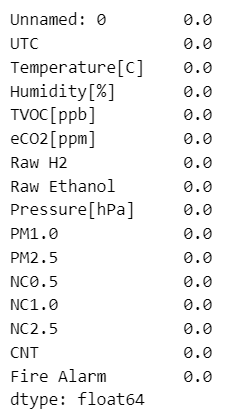 Unnamed: 0 0.0
UTC 0.0
Temperature[C] 0.0
Humidity[%] 0.0
TVOC[ppb] 0.0
eCO2[ppm] 0.0
Raw H2 0.0
Raw Ethanol 0.0
Pressure[hPa] 0.0
PM1.0 0.0
PM2.5 0.0
NC0.5 0.0
NC1.0 0.0
NC2.5 0.0
CNT 0.0
Fire Alarm 0.0
dtype: float64